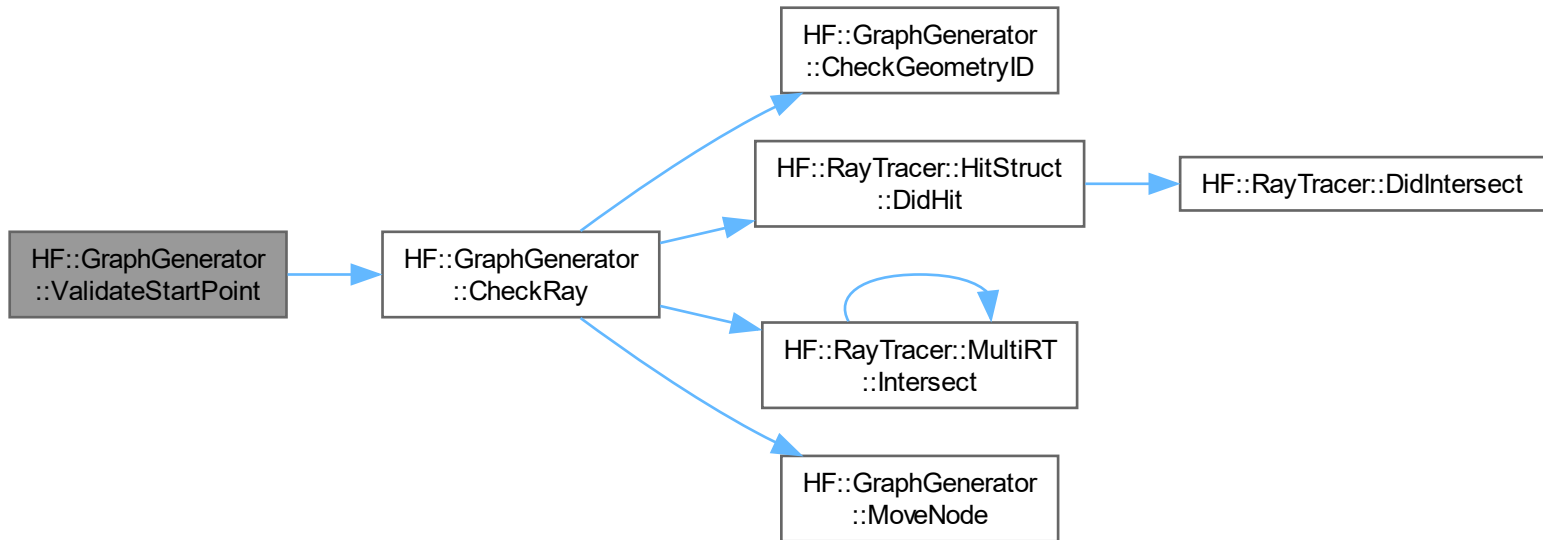 HF::GraphGenerator
::ValidateStartPoint
HF::GraphGenerator
::CheckRay
HF::GraphGenerator
::CheckGeometryID
HF::RayTracer::HitStruct
::DidHit
HF::RayTracer::DidIntersect
HF::RayTracer::MultiRT
::Intersect
HF::GraphGenerator
::MoveNode